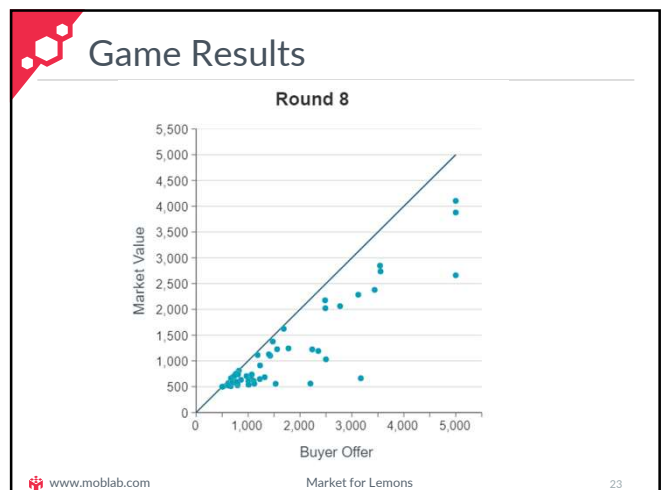 Game Results
Round 8
5,500
5,000
4,500
4,000
3,500
3,000
2,500
2,000
1,500
1,000
500
0
Market Value
0 1,000 2,000 3,000 4,000 5,000
Buyer Offer
www.moblab.com Market for Lemons 23